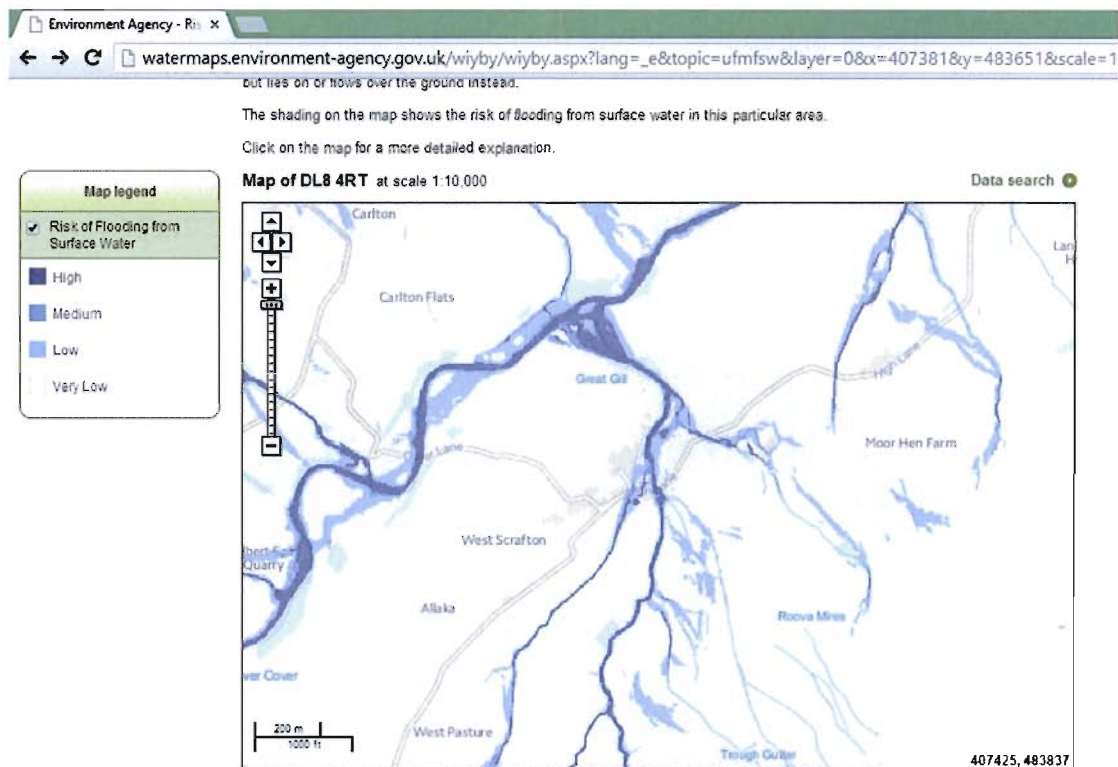 Environment Agency - Ris
watermaps.environment-agency.gov.uk/wiyby/wiyby.aspx?lang=_e&topic=ufmfsw&layer=0&x=407381&y=483651&scale=1
but lies on or flows over the ground instead.
The shading on the map shows the risk of flooding from surface water in this particular area.
Click on the map for a more detailed explanation.
Map of DL8 4RT at scale 1:10,000
Data search
Map legend
Risk of Flooding from
Surface Water
High
Medium
Low
Very Low
Carlton
Carlton Flats
Great Gill
High Lane
Moor Hen Farm
Lane
West Scrafton
Quarry
Allaka
Roova Mires
ver Cover
West Pasture
Trough Gutter
200 m
1000 ft
407425, 483837